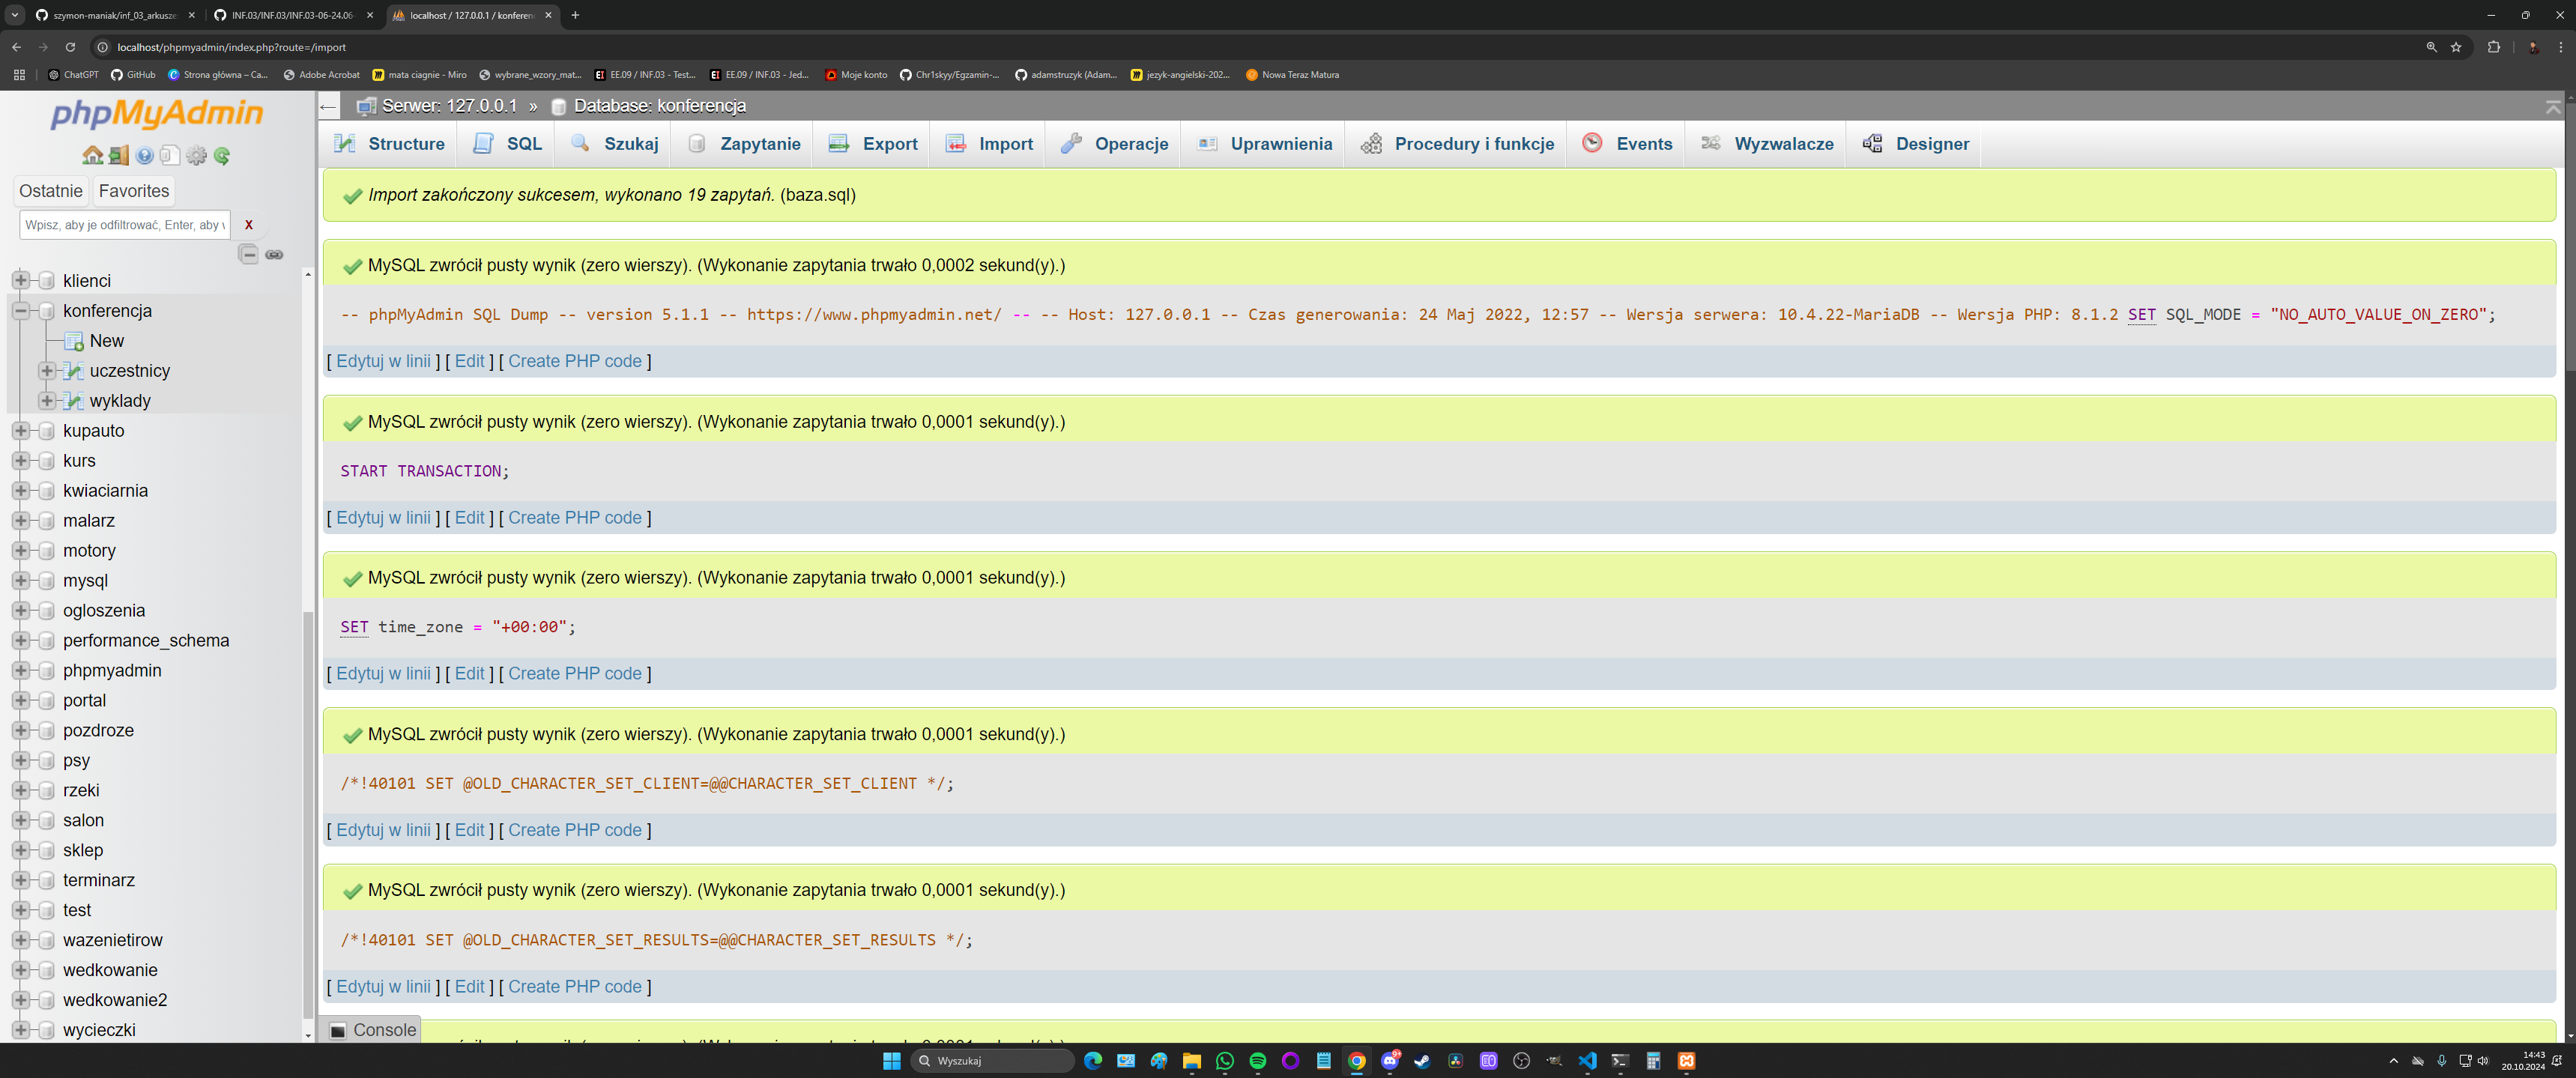 szymon-maniak/inf_03_arkusze
INF.03/INF.03/INF.03-06-24.06-
localhost / 127.0.0.1 / konferen
localhost/phpmyadmin/index.php?route=/import
ChatGPT
GitHub
Strona główna – Ca...
Adobe Acrobat
mata ciagnie - Miro
wybrane_wzory_mat...
EE.09 / INF.03 - Test...
EE.09 / INF.03 - Jed...
Moje konto
Chr1skyy/Egzamin-...
adamstruzyk (Adam...
jezyk-angielski-202...
Nowa Teraz Matura
phpMyAdmin
Ostatnie
Favorites
Wpisz, aby je odfiltrować, Enter, aby w
X
klienci
konferencja
New
uczestnicy
wyklady
kupauto
kurs
kwiaciarnia
malarz
motory
mysql
ogloszenia
performance_schema
phpmyadmin
portal
pozdroze
psy
rzeki
salon
sklep
terminarz
test
wazenietirow
wedkowanie
wedkowanie2
wycieczki
Serwer: 127.0.0.1 » Database: konferencja
Structure
SQL
Szukaj
Zapytanie
Export
Import
Operacje
Uprawnienia
Procedury i funkcje
Events
Wyzwalacze
Designer
Import zakończony sukcesem, wykonano 19 zapytań. (baza.sql)
MySQL zwrócił pusty wynik (zero wierszy). (Wykonanie zapytania trwało 0,0002 sekund(y).)
-- phpMyAdmin SQL Dump -- version 5.1.1 -- https://www.phpmyadmin.net/ -- -- Host: 127.0.0.1 -- Czas generowania: 24 Maj 2022, 12:57 -- Wersja serwera: 10.4.22-MariaDB -- Wersja PHP: 8.1.2 SET SQL_MODE = "NO_AUTO_VALUE_ON_ZERO";
[ Edytuj w linii ] [ Edit ] [ Create PHP code ]
MySQL zwrócił pusty wynik (zero wierszy). (Wykonanie zapytania trwało 0,0001 sekund(y).)
START TRANSACTION;
[ Edytuj w linii ] [ Edit ] [ Create PHP code ]
MySQL zwrócił pusty wynik (zero wierszy). (Wykonanie zapytania trwało 0,0001 sekund(y).)
SET time_zone = "+00:00";
[ Edytuj w linii ] [ Edit ] [ Create PHP code ]
MySQL zwrócił pusty wynik (zero wierszy). (Wykonanie zapytania trwało 0,0001 sekund(y).)
/*!40101 SET @OLD_CHARACTER_SET_CLIENT=@@CHARACTER_SET_CLIENT */;
[ Edytuj w linii ] [ Edit ] [ Create PHP code ]
MySQL zwrócił pusty wynik (zero wierszy). (Wykonanie zapytania trwało 0,0001 sekund(y).)
/*!40101 SET @OLD_CHARACTER_SET_RESULTS=@@CHARACTER_SET_RESULTS */;
[ Edytuj w linii ] [ Edit ] [ Create PHP code ]
Console
Wyszukaj
14:43
20.10.2024